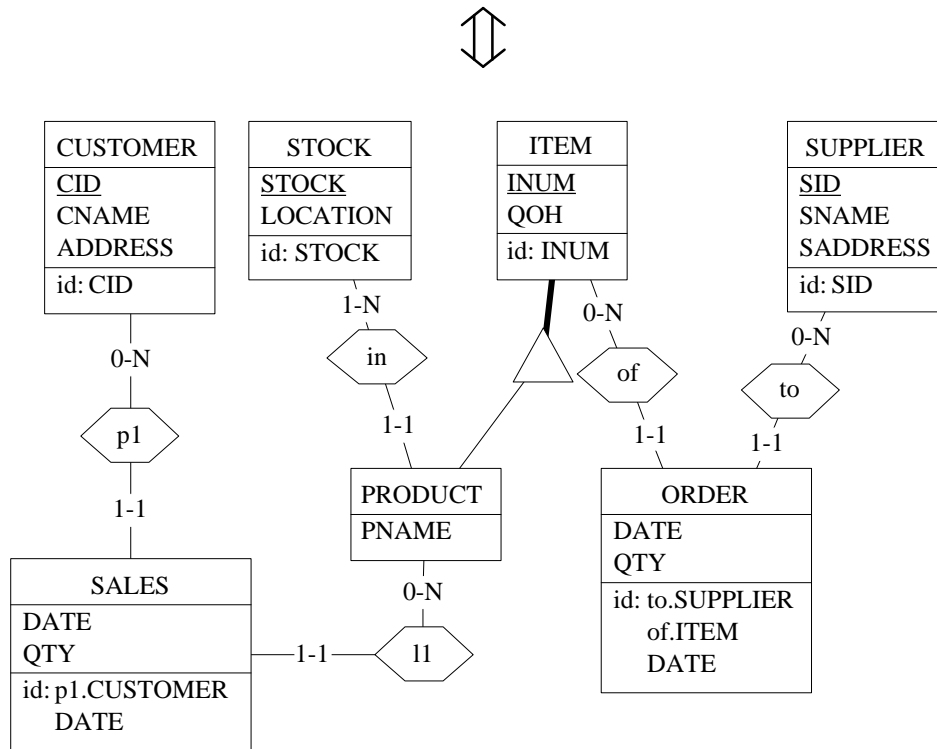 CUSTOMER
CID
CNAME
ADDRESS
id: CID
STOCK
STOCK
LOCATION
id: STOCK
ITEM
INUM
QOH
id: INUM
SUPPLIER
SID
SNAME
SADDRESS
id: SID
0-N
1-N
0-N
0-N
p1
in
of
to
1-1
1-1
1-1
1-1
PRODUCT
PNAME
ORDER
DATE
QTY
id: to.SUPPLIER
of.ITEM
DATE
SALES
DATE
QTY
id: p1.CUSTOMER
DATE
1-1
l1
0-N